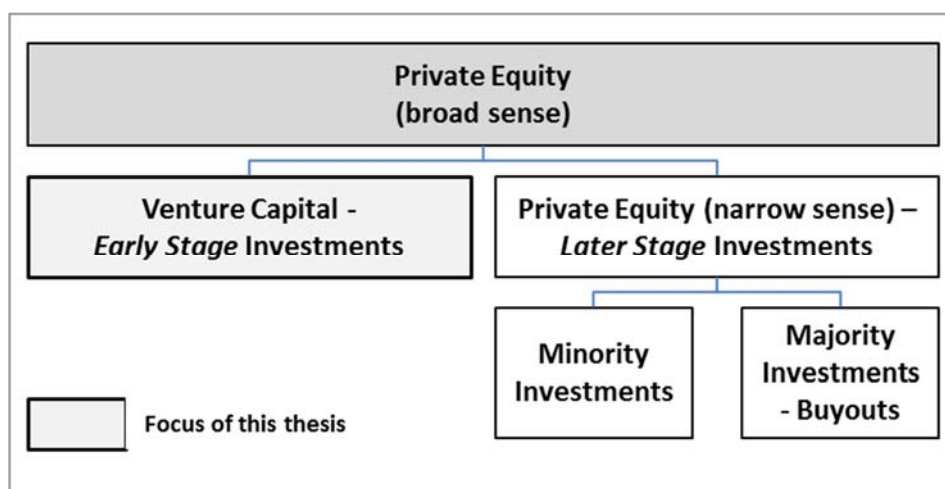 Private Equity
(broad sense)
Venture Capital -
Early Stage Investments
Private Equity (narrow sense) –
Later Stage Investments
Minority
Investments
Majority
Investments
- Buyouts
Focus of this thesis